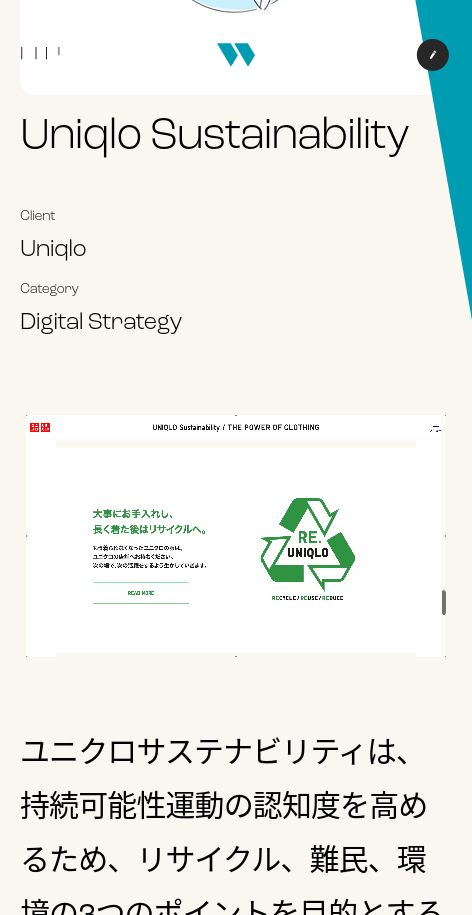 Uniqlo Sustainability
Client
Uniqlo
Category
Digital Strategy
UNIQLO Sustainability / THE POWER OF CLOTHING
大事にお手入れし、
長く着た後はリサイクルへ。
READ MORE
RE.
UNIQLO
RECYCLE / REUSE / REDUCE
ユニクロサステナビリティは、
持続可能性運動の認知度を高め
るため、リサイクル、難民、環
境の3つのポイントを目的とする